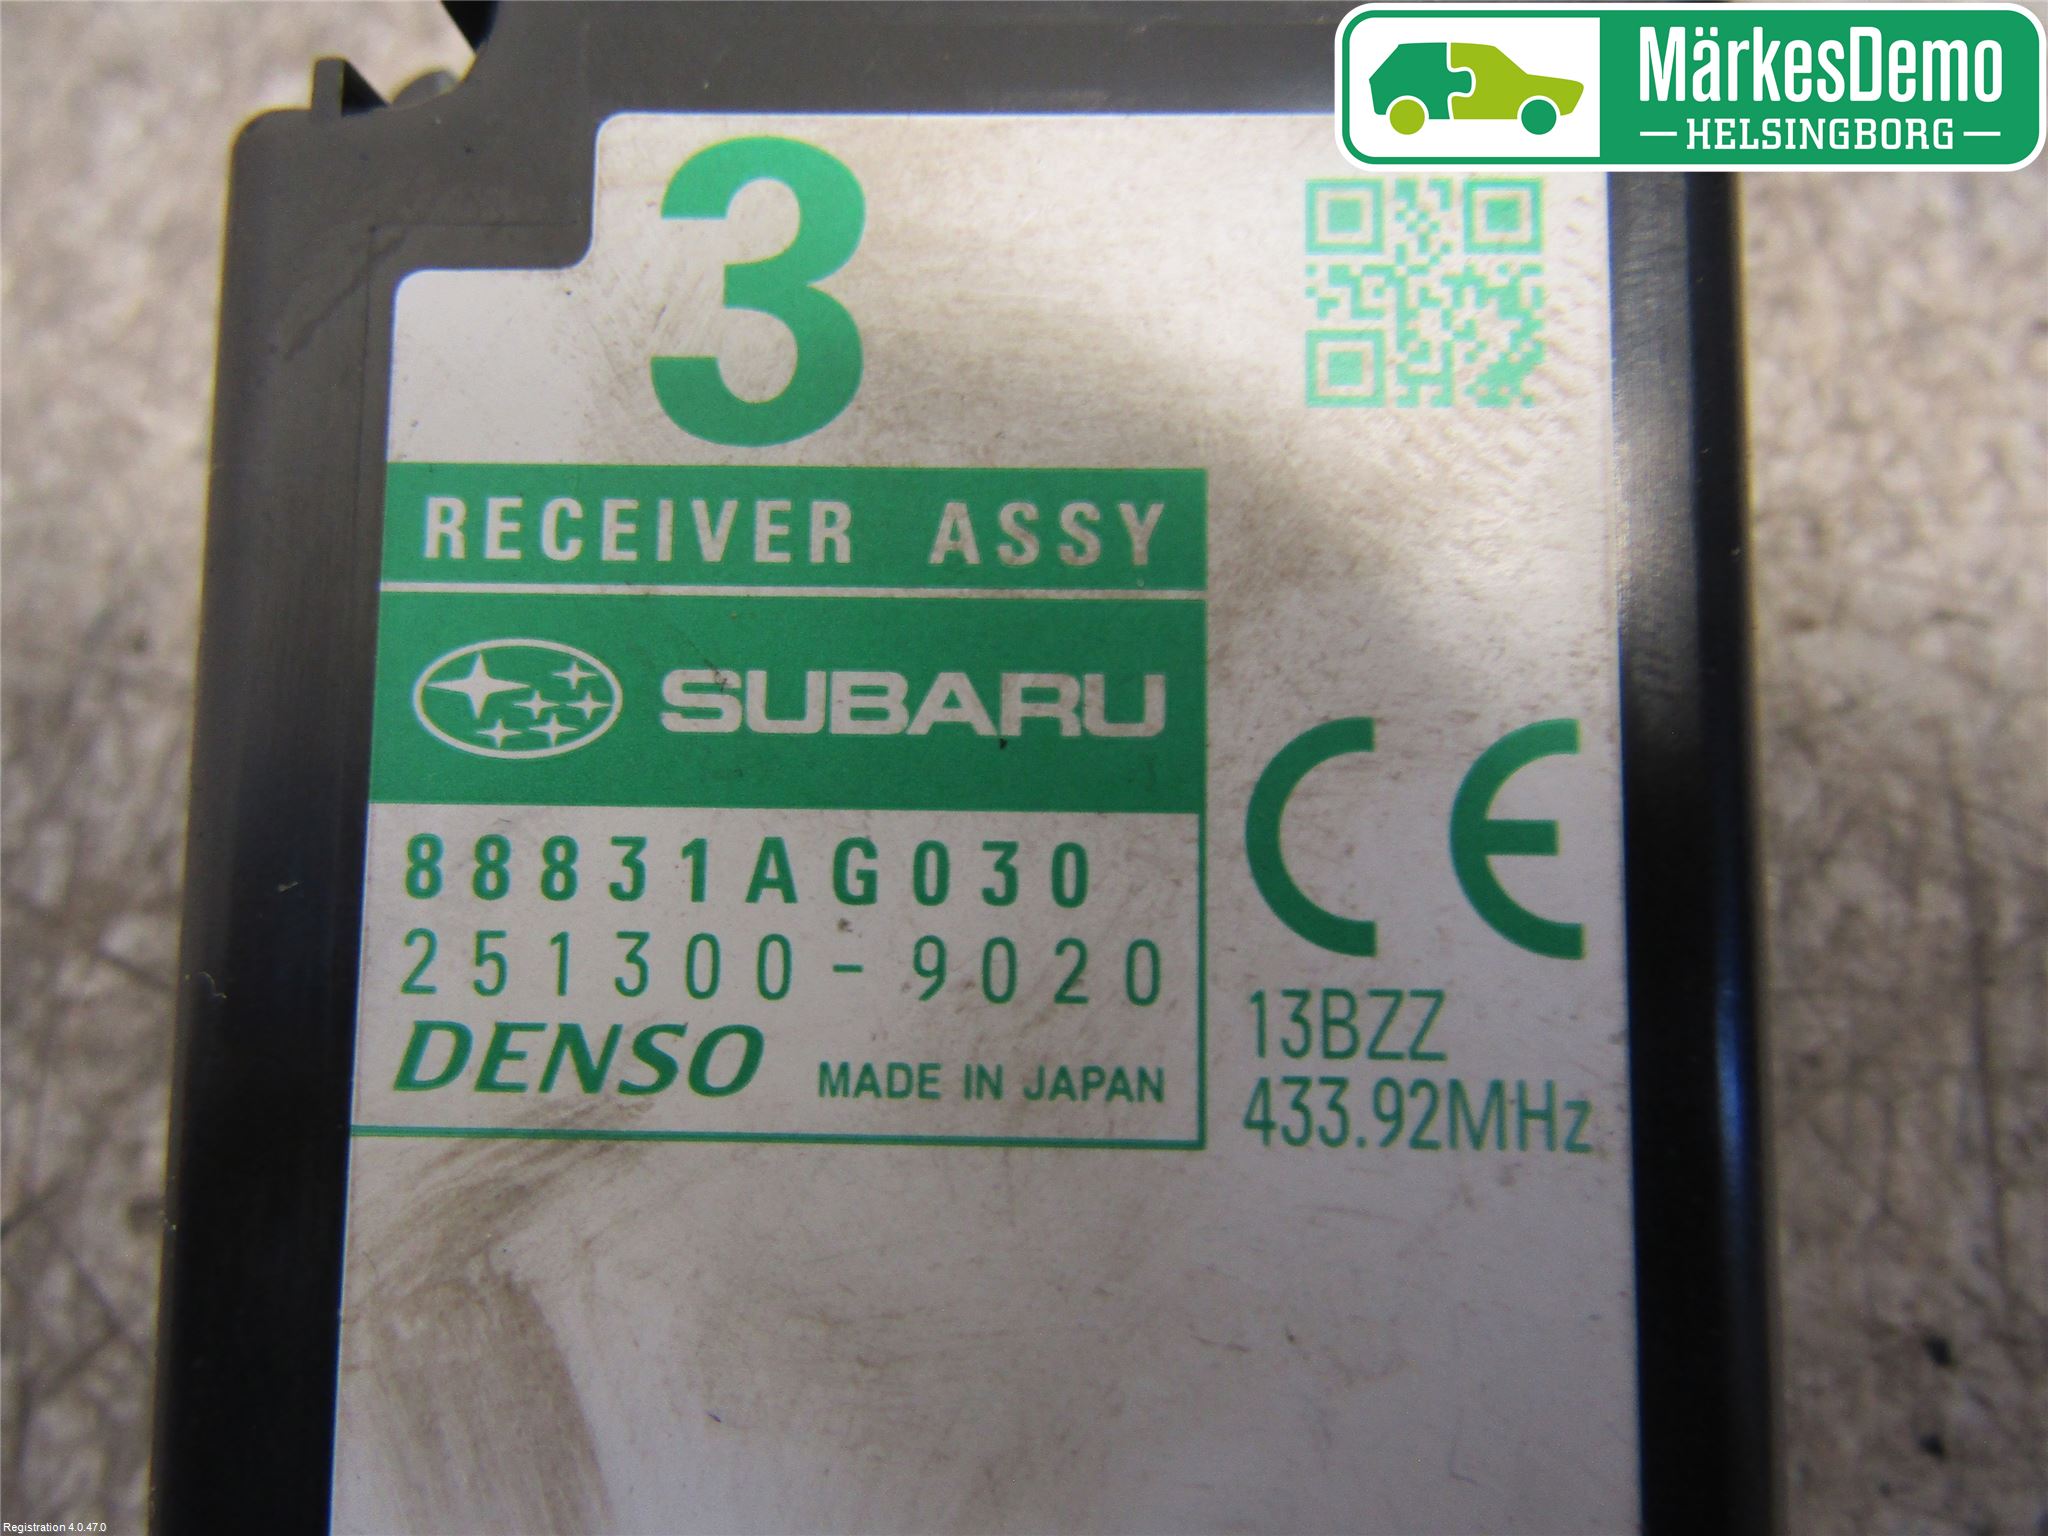 MärkesDemo
HELSINGBORG
3
RECEIVER ASSY
SUBARU
88831AG030
251300-9020
DENSO MADE IN JAPAN
CE
13BZZ
433.92MHz
Registration 4.0.47.0